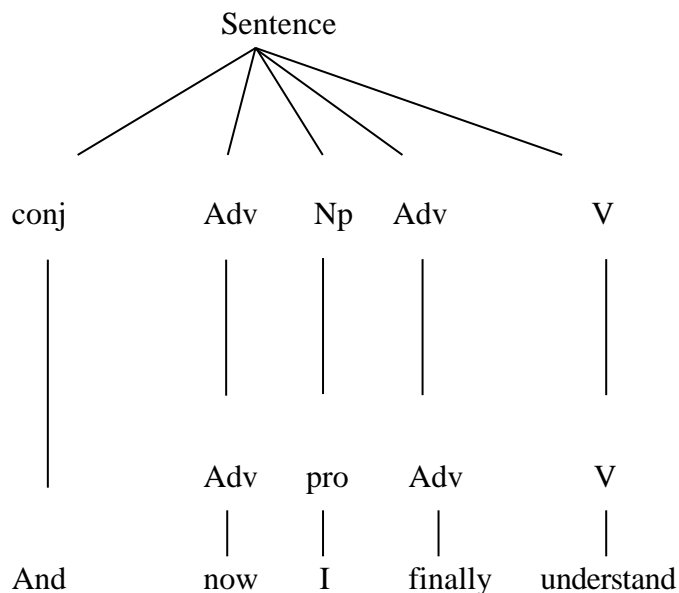 Sentence
conj Adv Np Adv V
Adv pro Adv V
And now I finally understand